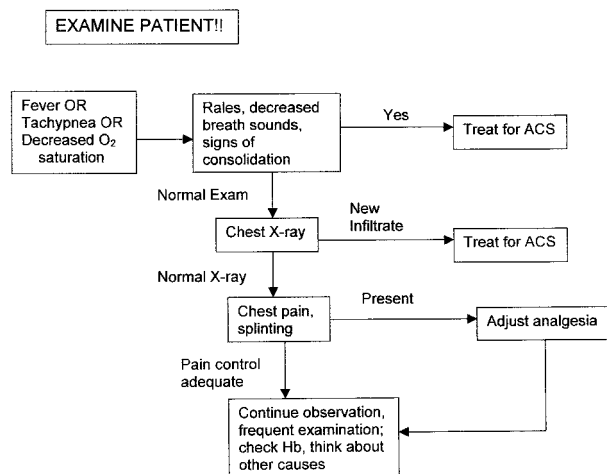 EXAMINE PATIENT!!
Fever OR
Tachypnea OR
Decreased O₂
saturation
Rales, decreased
breath sounds,
signs of
consolidation
Yes
Treat for ACS
Normal Exam
Chest X-ray
New
Infiltrate
Treat for ACS
Normal X-ray
Chest pain,
splinting
Present
Adjust analgesia
Pain control
adequate
Continue observation,
frequent examination;
check Hb, think about
other causes